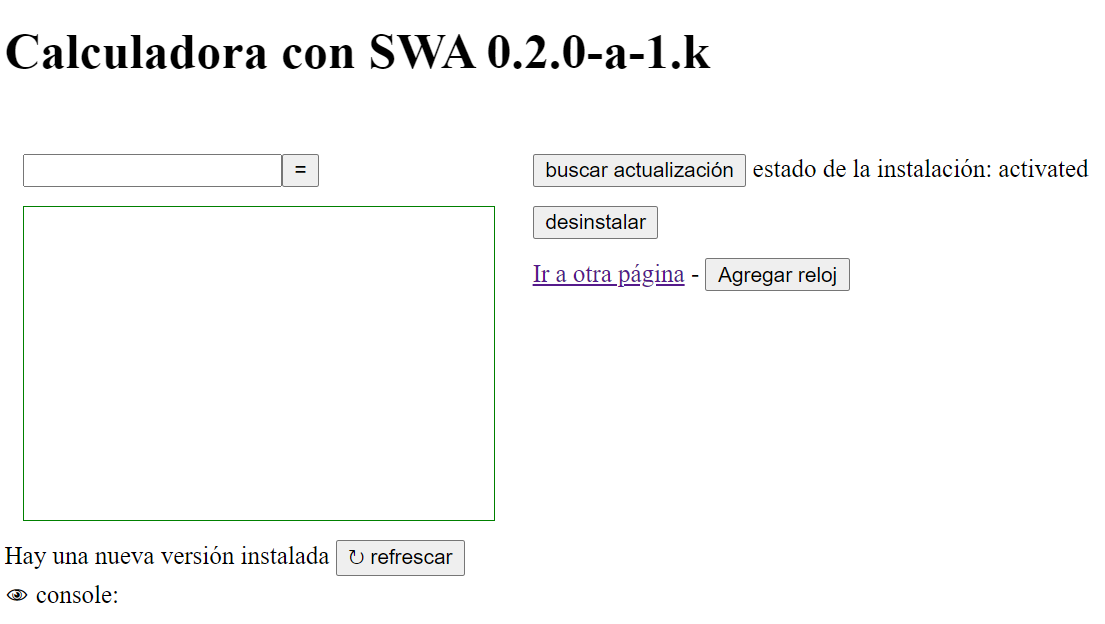 Calculadora con SWA 0.2.0-a-1.k
=
buscar actualización estado de la instalación: activated
desinstalar
Ir a otra página - Agregar reloj
Hay una nueva versión instalada ↻ refrescar
👁 console: